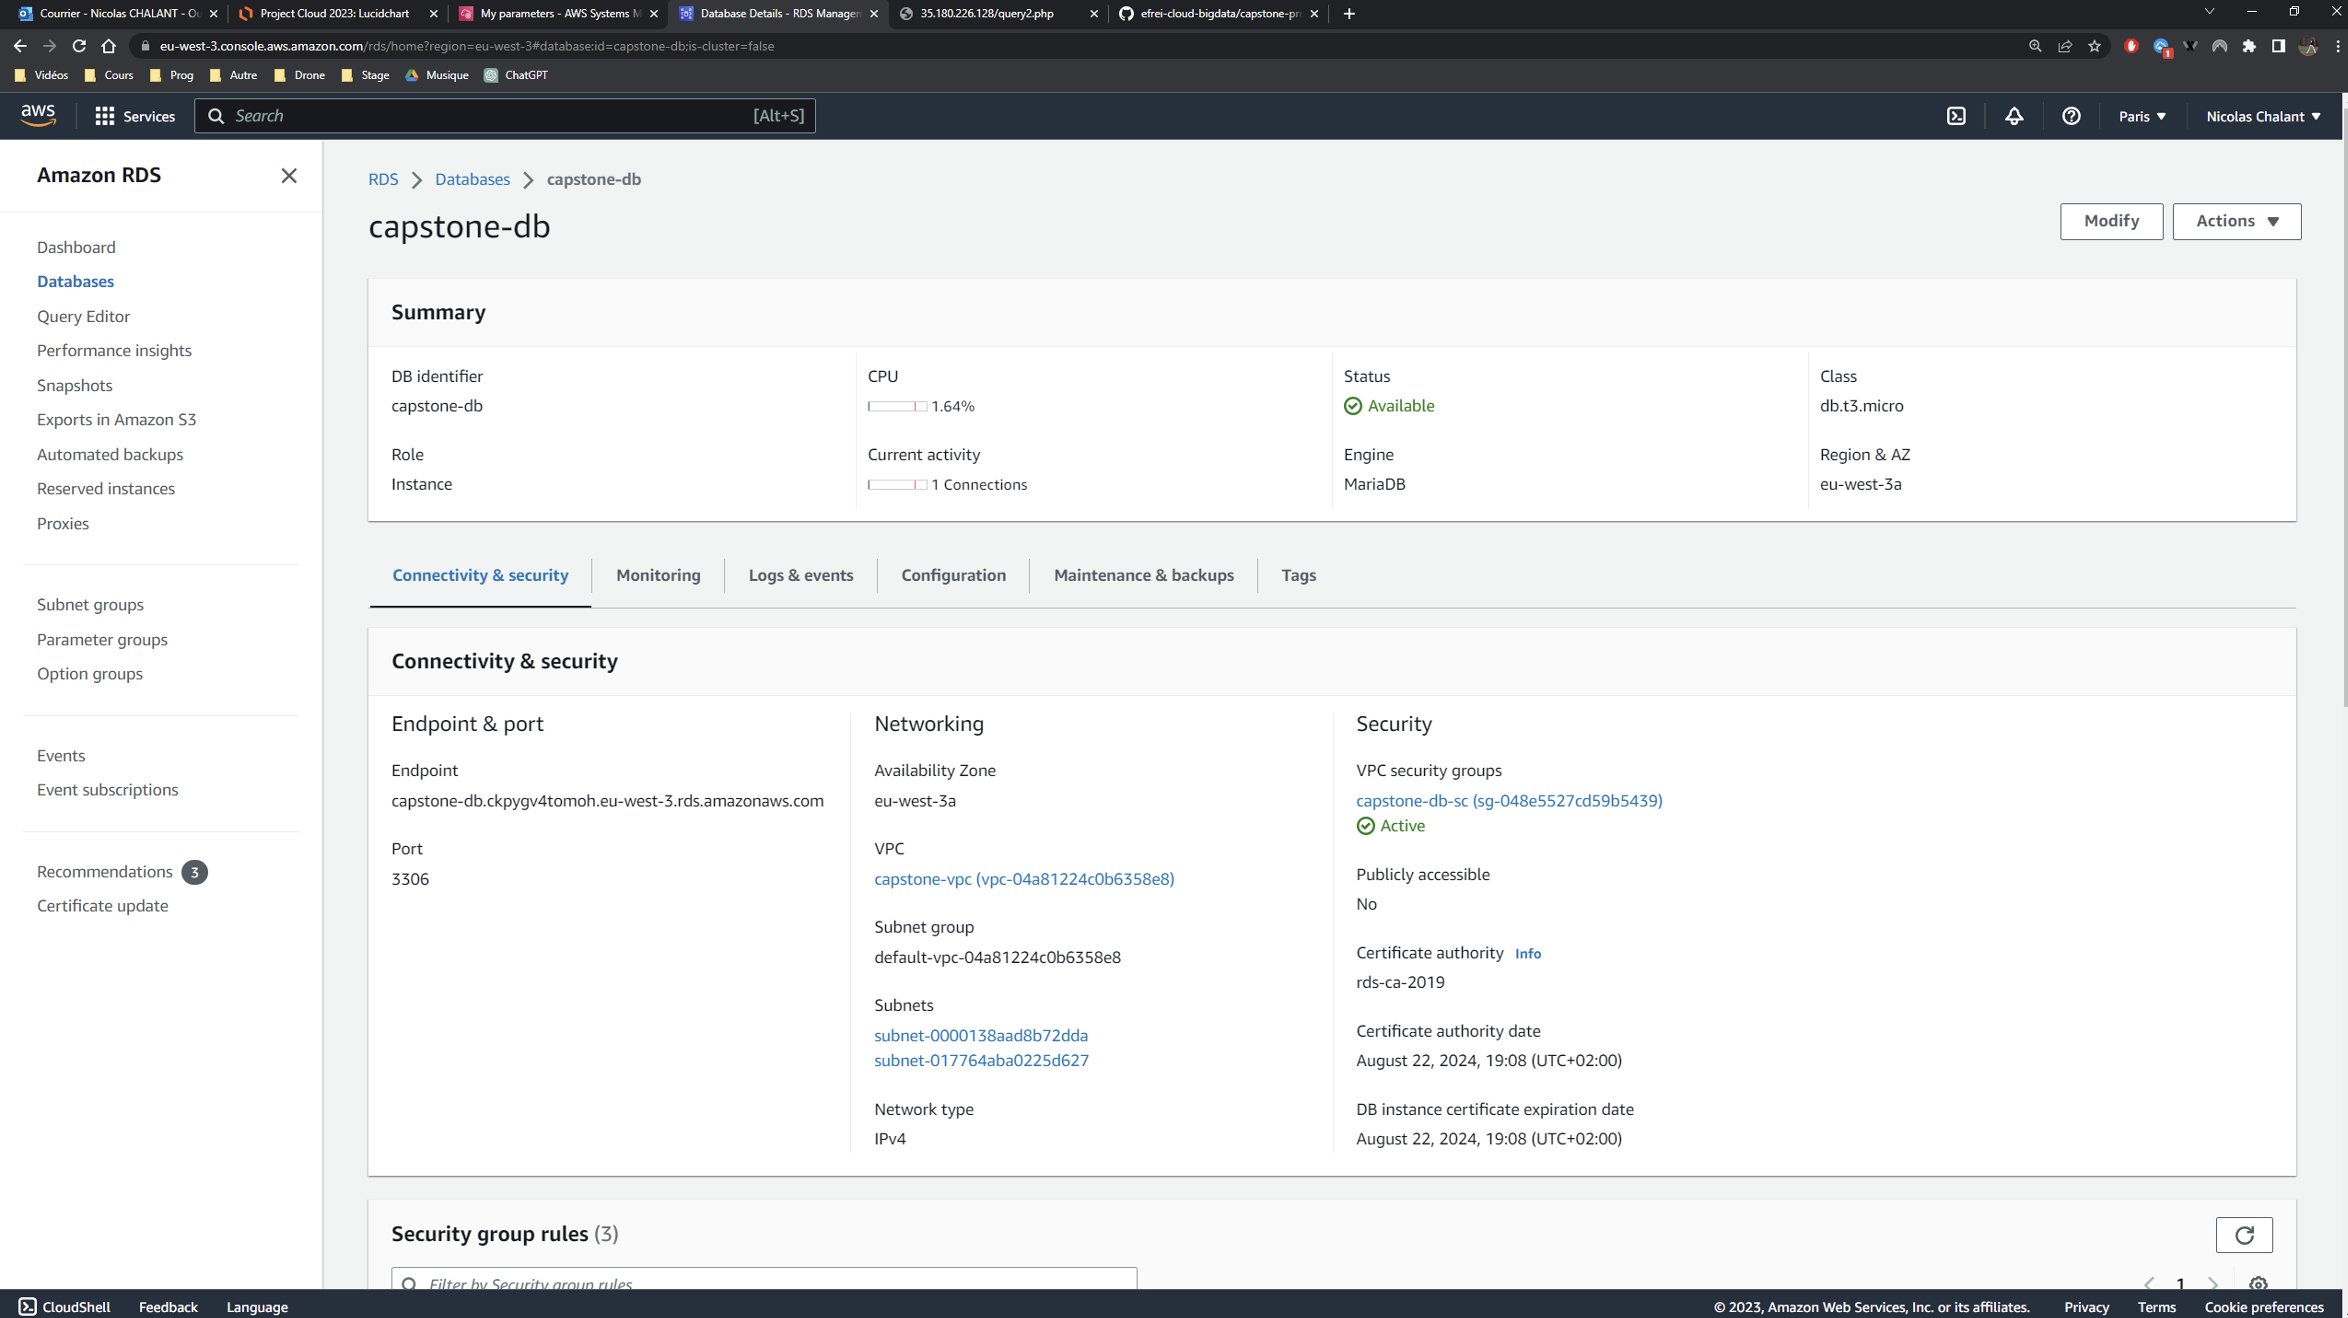 Courrier - Nicolas CHALANT - Ou
Project Cloud 2023: Lucidchart
My parameters - AWS Systems M
Database Details - RDS Managem
35.180.226.128/query2.php
efrei-cloud-bigdata/capstone-pr
eu-west-3.console.aws.amazon.com/rds/home?region=eu-west-3#database:id=capstone-db;is-cluster=false
1
Vidéos
Cours
Prog
Autre
Drone
Stage
Musique
ChatGPT
aws
Services
Search
[Alt+S]
Paris
Nicolas Chalant
Amazon RDS
Dashboard
Databases
Query Editor
Performance insights
Snapshots
Exports in Amazon S3
Automated backups
Reserved instances
Proxies
Subnet groups
Parameter groups
Option groups
Events
Event subscriptions
Recommendations 3
Certificate update
RDS > Databases > capstone-db
capstone-db
Modify
Actions
Summary
DB identifier
capstone-db
Role
Instance
CPU
1.64%
Current activity
1 Connections
Status
Available
Engine
MariaDB
Class
db.t3.micro
Region & AZ
eu-west-3a
Connectivity & security
Monitoring
Logs & events
Configuration
Maintenance & backups
Tags
Connectivity & security
Endpoint & port
Endpoint
capstone-db.ckpygv4tomoh.eu-west-3.rds.amazonaws.com
Port
3306
Networking
Availability Zone
eu-west-3a
VPC
capstone-vpc (vpc-04a81224c0b6358e8)
Subnet group
default-vpc-04a81224c0b6358e8
Subnets
subnet-0000138aad8b72dda
subnet-017764aba0225d627
Network type
IPv4
Security
VPC security groups
capstone-db-sc (sg-048e5527cd59b5439)
Active
Publicly accessible
No
Certificate authority Info
rds-ca-2019
Certificate authority date
August 22, 2024, 19:08 (UTC+02:00)
DB instance certificate expiration date
August 22, 2024, 19:08 (UTC+02:00)
Security group rules (3)
Filter by Security group rules
1
CloudShell
Feedback
Language
© 2023, Amazon Web Services, Inc. or its affiliates.
Privacy
Terms
Cookie preferences